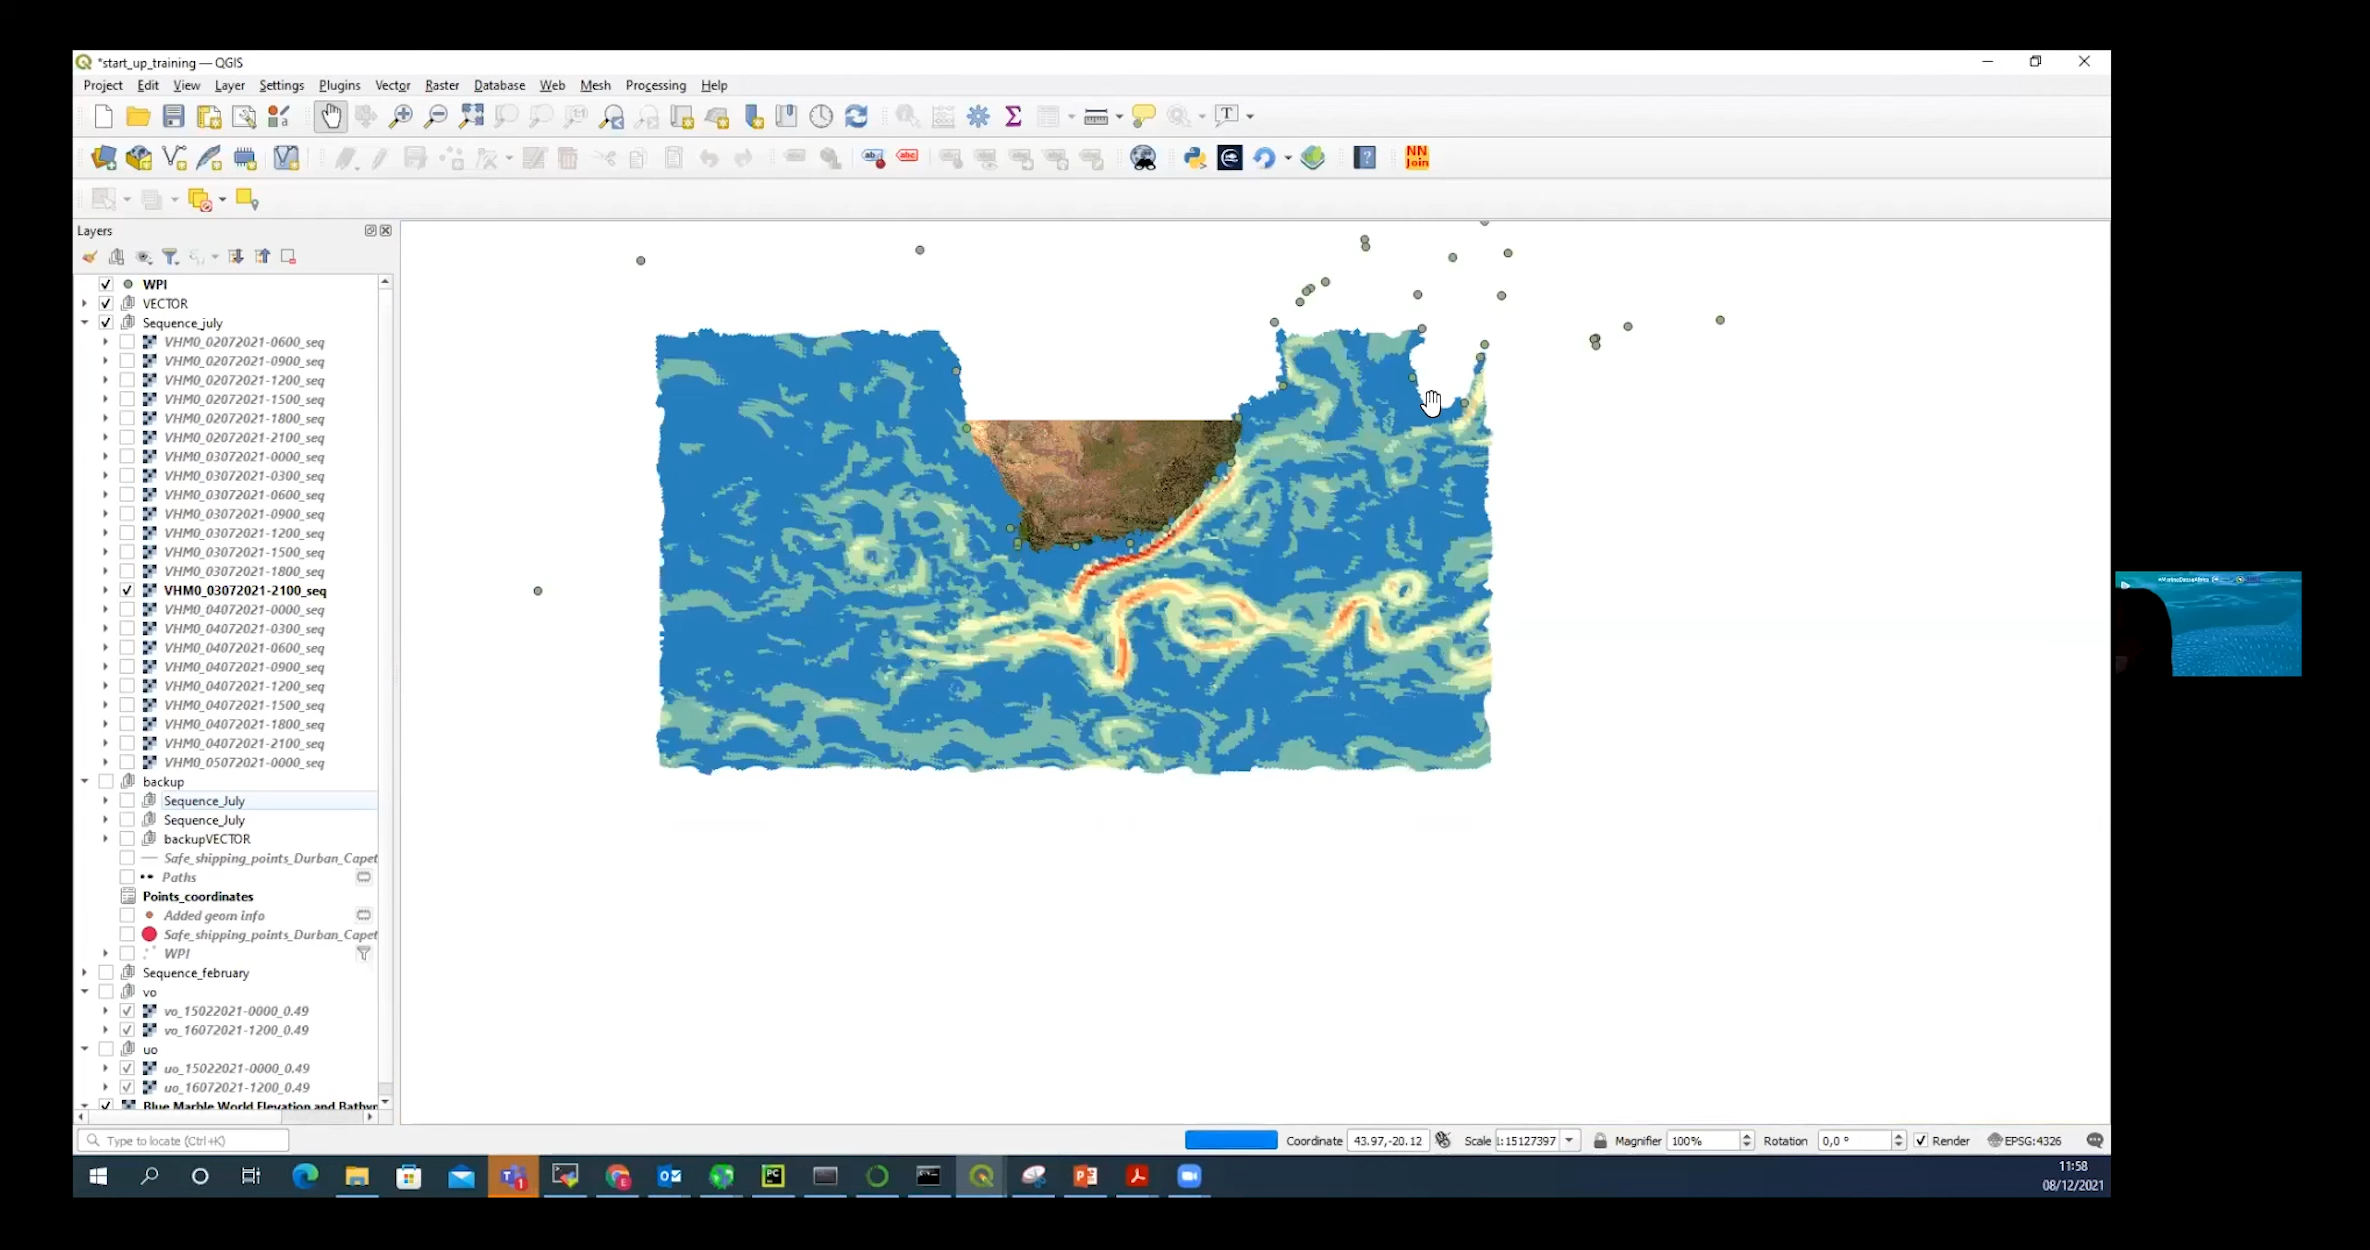 *start_up_training — QGIS
Project Edit View Layer Settings Plugins Vector Raster Database Web Mesh Processing Help
NN
Join
Layers
WPI
VECTOR
Sequence_july
VHM0_02072021-0600_seq
VHM0_02072021-0900_seq
VHM0_02072021-1200_seq
VHM0_02072021-1500_seq
VHM0_02072021-1800_seq
VHM0_02072021-2100_seq
VHM0_03072021-0000_seq
VHM0_03072021-0300_seq
VHM0_03072021-0600_seq
VHM0_03072021-0900_seq
VHM0_03072021-1200_seq
VHM0_03072021-1500_seq
VHM0_03072021-1800_seq
VHM0_03072021-2100_seq
VHM0_04072021-0000_seq
VHM0_04072021-0300_seq
VHM0_04072021-0600_seq
VHM0_04072021-0900_seq
VHM0_04072021-1200_seq
VHM0_04072021-1500_seq
VHM0_04072021-1800_seq
VHM0_04072021-2100_seq
VHM0_05072021-0000_seq
backup
Sequence_July
Sequence_July
backupVECTOR
Safe_shipping_points_Durban_Capet
Paths
Points_coordinates
Added geom info
Safe_shipping_points_Durban_Capet
WPI
Sequence_february
vo
vo_15022021-0000_0.49
vo_16072021-1200_0.49
uo
uo_15022021-0000_0.49
uo_16072021-1200_0.49
Blue Marble World Elevation and Bathyr
Type to locate (Ctrl+K)
Coordinate 43.97,-20.12 Scale 1:15127397 Magnifier 100% Rotation 0,0 ° Render EPSG:4326
11:58
08/12/2021